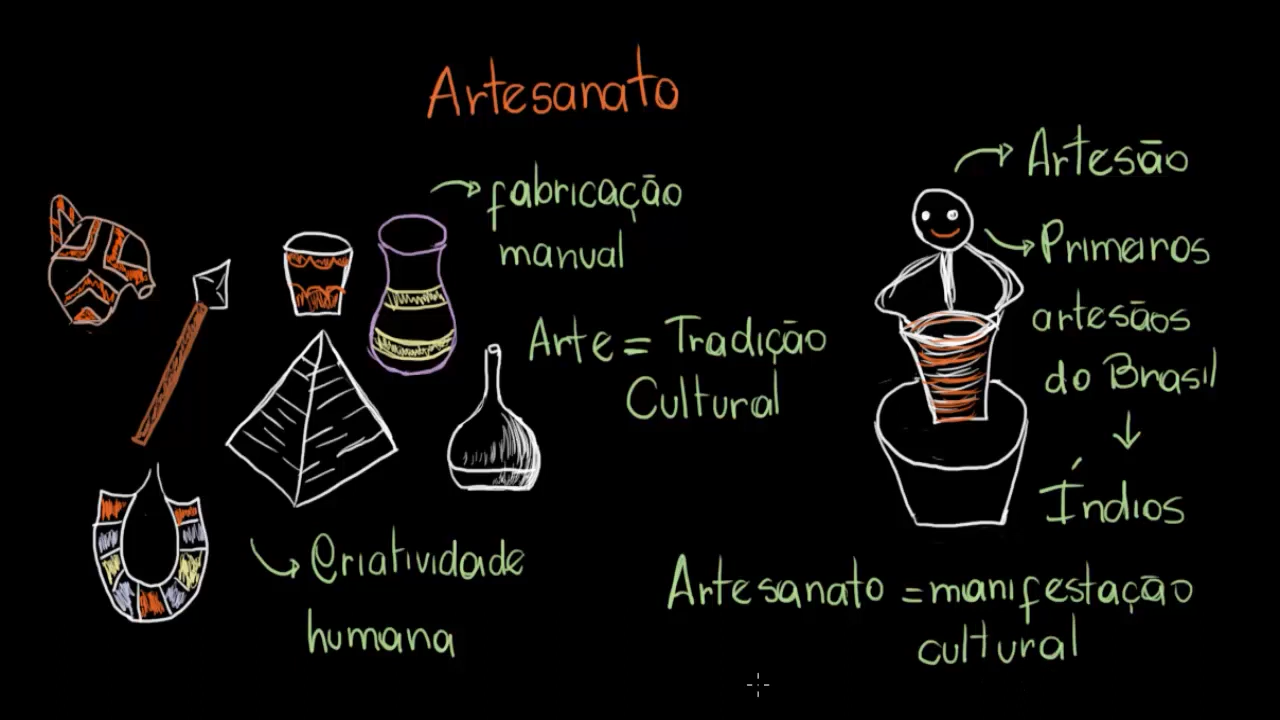 Artesanato
fabricação
manual
Arte = Tradição
Cultural
Criatividade
humana
Artesão
Primeiros
artesãos
do Brasil
Índios
Artesanato = manifestação
cultural